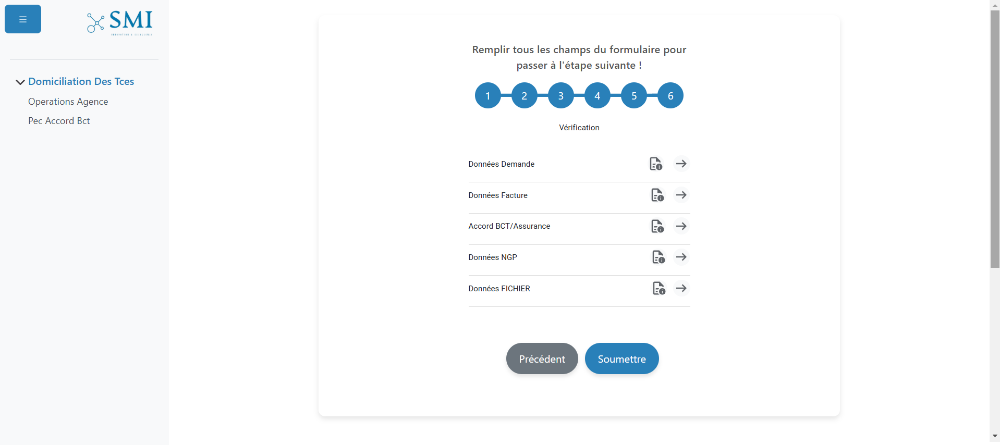 SMI
INNOVATION & EXCELLENCE
Domiciliation Des Tces
Operations Agence
Pec Accord Bct
Remplir tous les champs du formulaire pour
passer à l'étape suivante !
1 2 3 4 5 6
Vérification
Données Demande
Données Facture
Accord BCT/Assurance
Données NGP
Données FICHIER
Précédent Soumettre